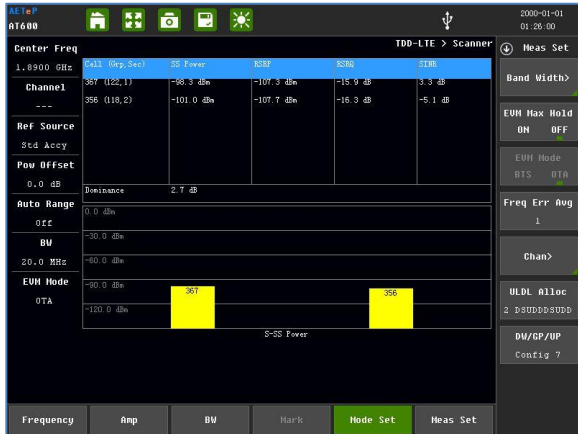 AETeP
AT600
2000-01-01
01:26:00
Center Freq
1.8900 GHz
Channel
---
Ref Source
Std Accy
Pow Offset
0.0 dB
Auto Range
Off
BW
20.0 MHz
EVM Mode
OTA
TDD-LTE > Scanner
Cell (Grp,Sec) SS Power RSRP RSRQ SINR
367 (122,1) -98.3 dBm -107.3 dBm -15.9 dB 3.3 dB
356 (118,2) -101.0 dBm -107.7 dBm -16.3 dB -5.1 dB
Dominance 2.7 dB
0.0 dBm
-30.0 dBm
-60.0 dBm
-90.0 dBm
-120.0 dBm
367
356
S-SS Power
Meas Set
Band Width>
EVM Max Hold
ON OFF
EVM Mode
BTS OTA
Freq Err Avg
1
Chan>
ULDL Alloc
2 DSUDDDSUDD
DW/GP/UP
Config 7
Frequency Amp BW Mark Mode Set Meas Set